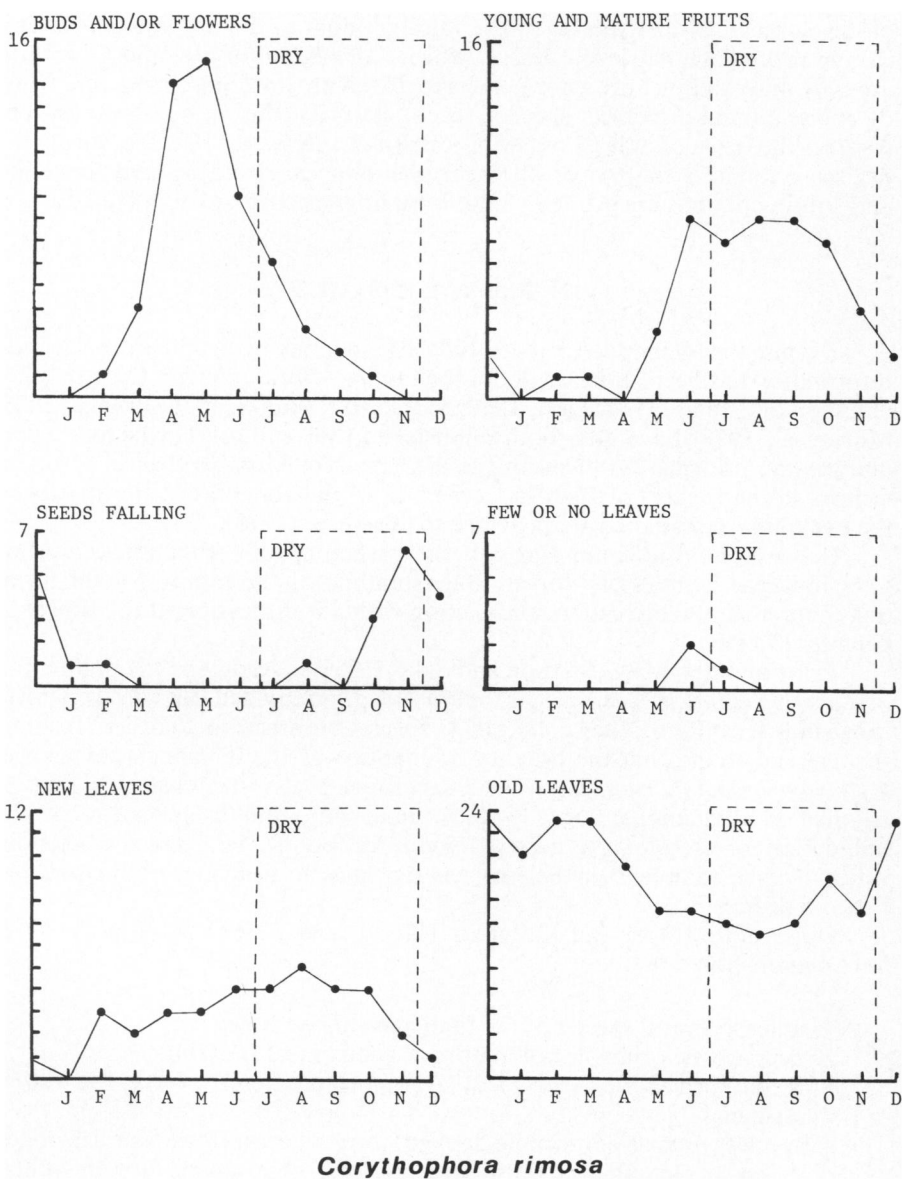 BUDS AND/OR FLOWERS
16
DRY
J F M A M J J A S O N D
YOUNG AND MATURE FRUITS
16
DRY
J F M A M J J A S O N D
SEEDS FALLING
7
DRY
J F M A M J J A S O N D
FEW OR NO LEAVES
7
DRY
J F M A M J J A S O N D
NEW LEAVES
12
DRY
J F M A M J J A S O N D
OLD LEAVES
24
DRY
J F M A M J J A S O N D
Corythophora rimosa